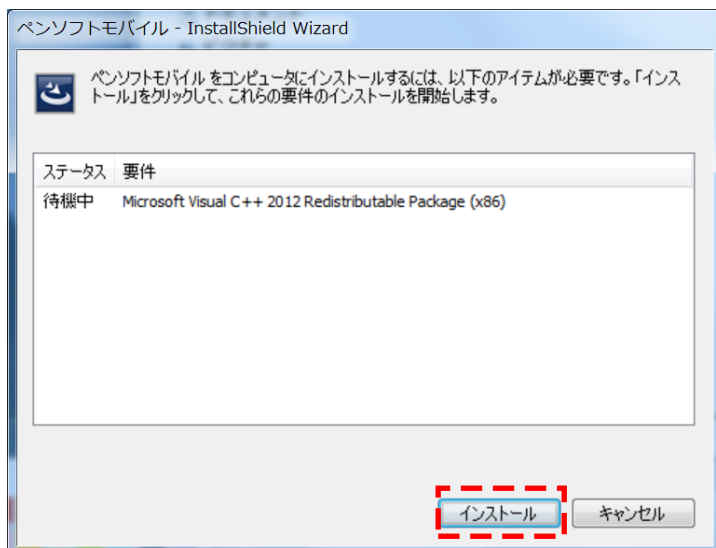 ペンソフトモバイル - InstallShield Wizard
ペンソフトモバイル をコンピュータにインストールするには、以下のアイテムが必要です。「インス
トール」をクリックして、これらの要件のインストールを開始します。
ステータス 要件
待機中 Microsoft Visual C++ 2012 Redistributable Package (x86)
インストール キャンセル